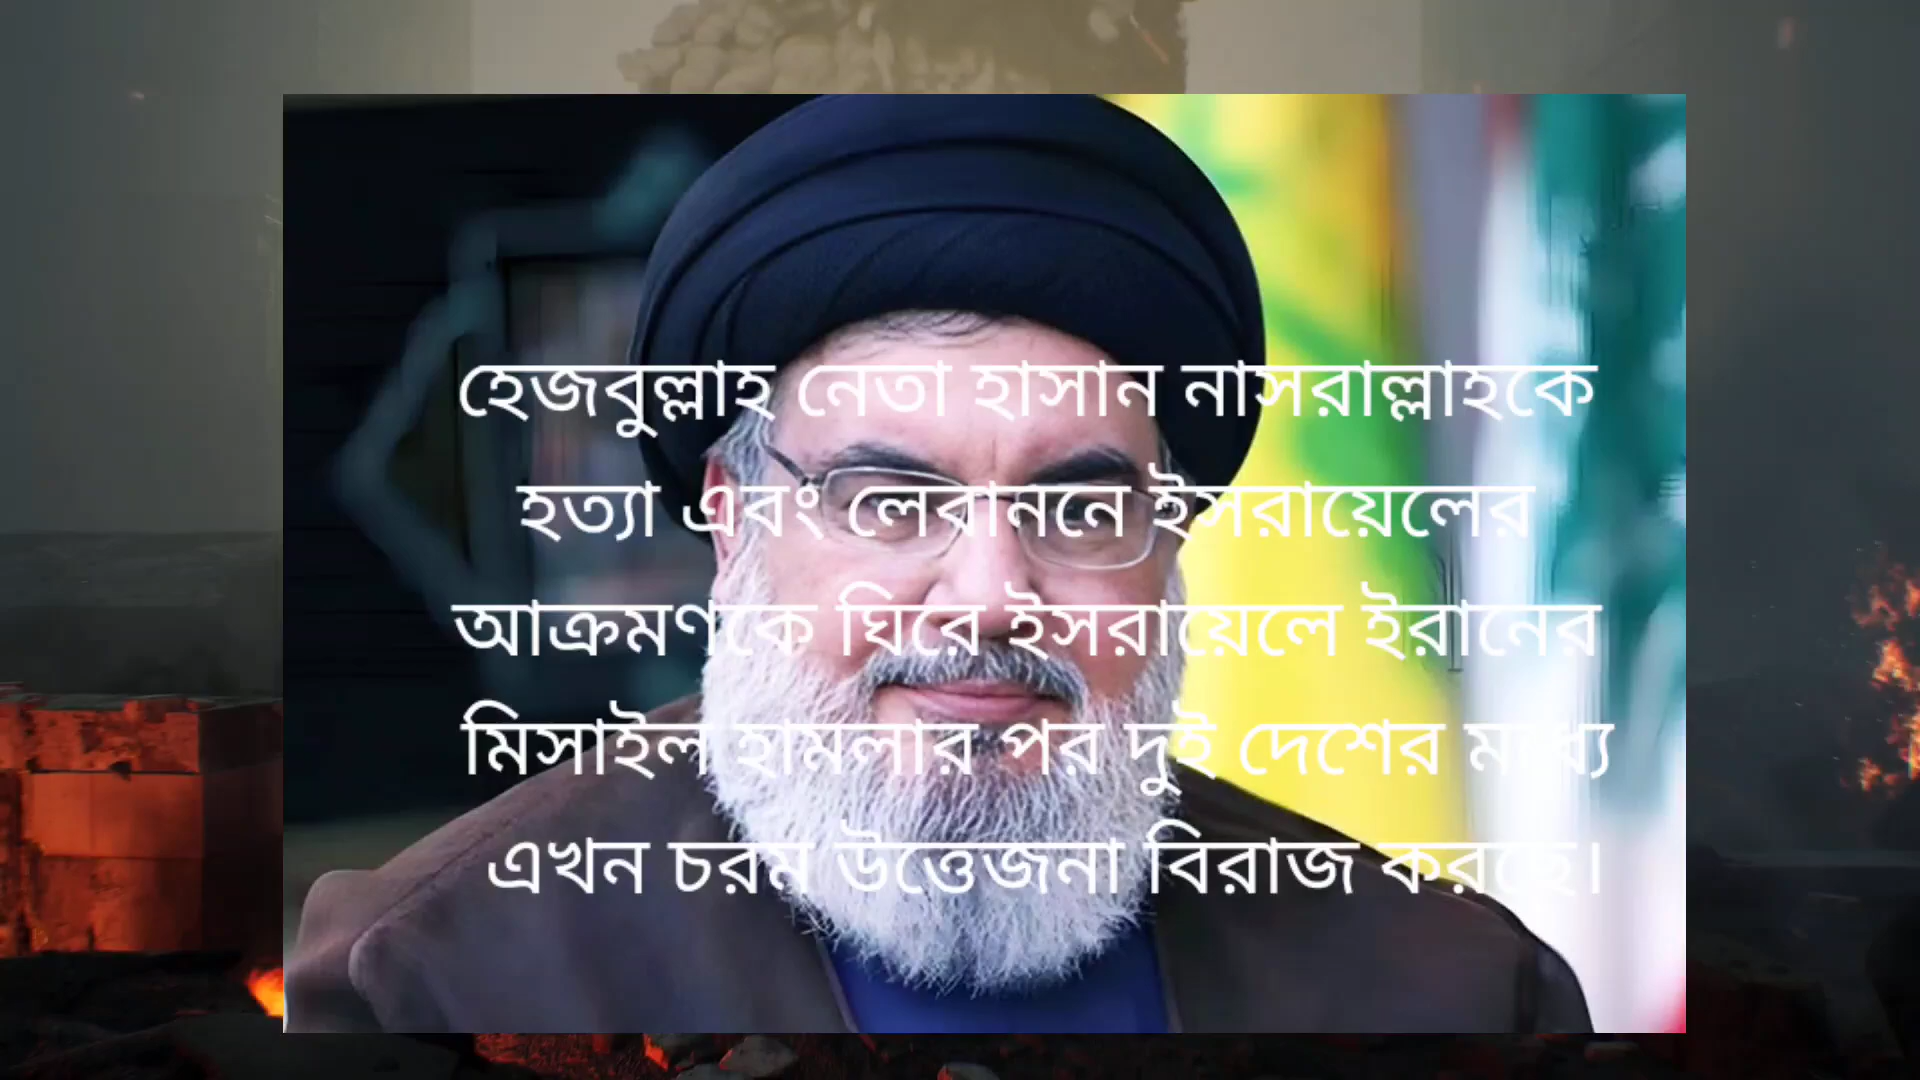 হেজবুল্লাহ নেতা হাসান নাসরাল্লাহকে
হত্যা এবং লেবাননে ইসরায়েলের
আক্রমণকে ঘিরে ইসরায়েলে ইরানের
মিসাইল হামলার পর দুই দেশের মধ্যে
এখন চরম উত্তেজনা বিরাজ করছে।